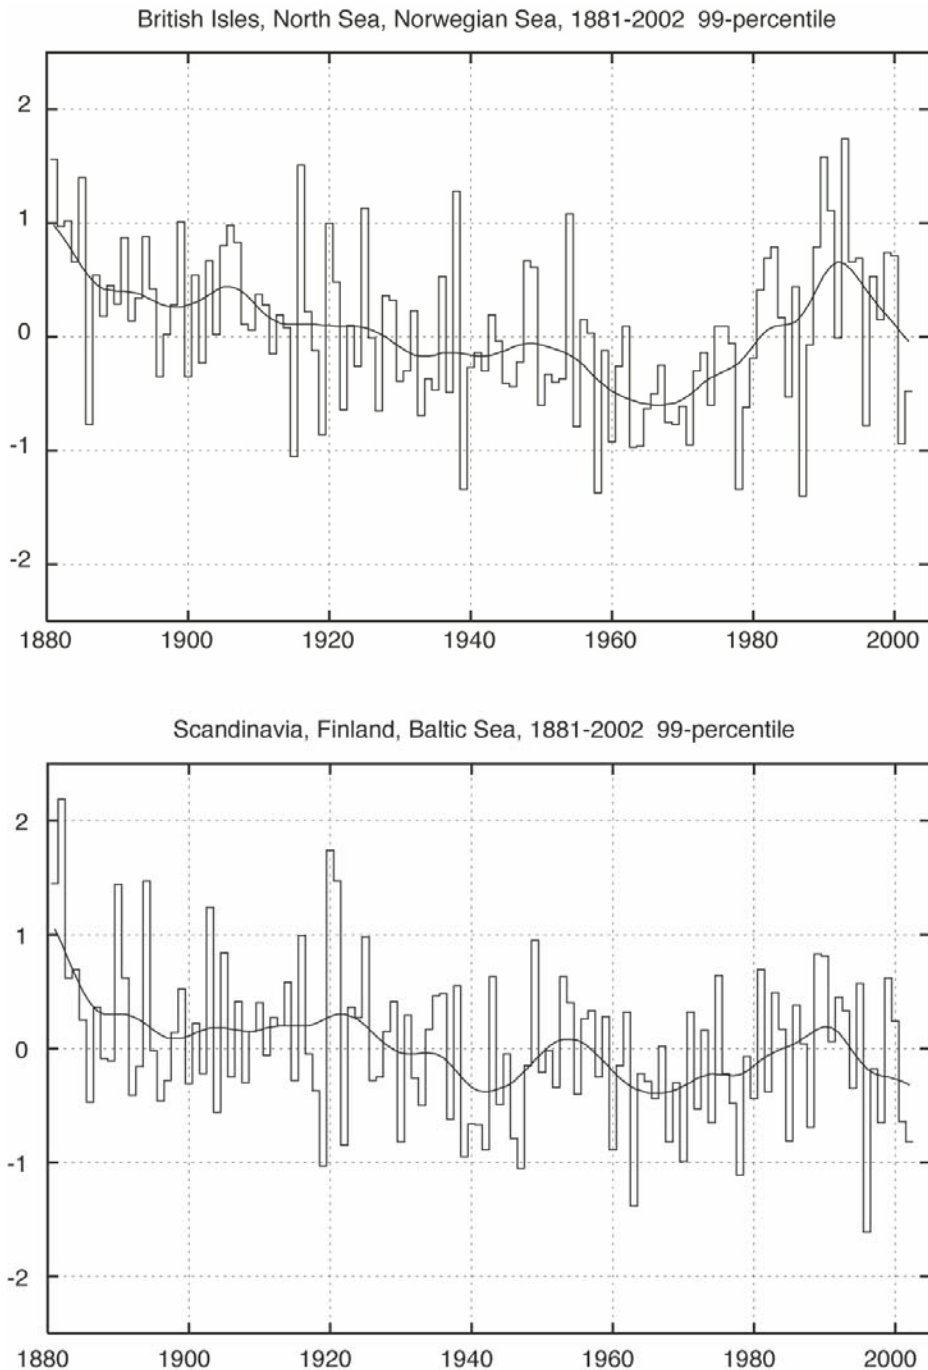 British Isles, North Sea, Norwegian Sea, 1881-2002 99-percentile
2
1
0
-1
-2
1880 1900 1920 1940 1960 1980 2000
Scandinavia, Finland, Baltic Sea, 1881-2002 99-percentile
2
1
0
-1
-2
1880 1900 1920 1940 1960 1980 2000